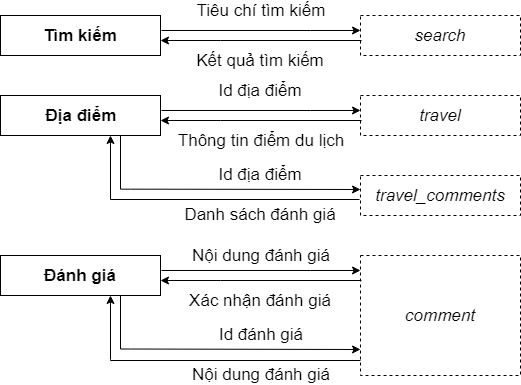 Tiêu chí tìm kiếm
Tìm kiếm
search
Kết quả tìm kiếm
Id địa điểm
Địa điểm
travel
Thông tin điểm du lịch
Id địa điểm
travel_comments
Danh sách đánh giá
Nội dung đánh giá
Đánh giá
Xác nhận đánh giá
comment
Id đánh giá
Nội dung đánh giá